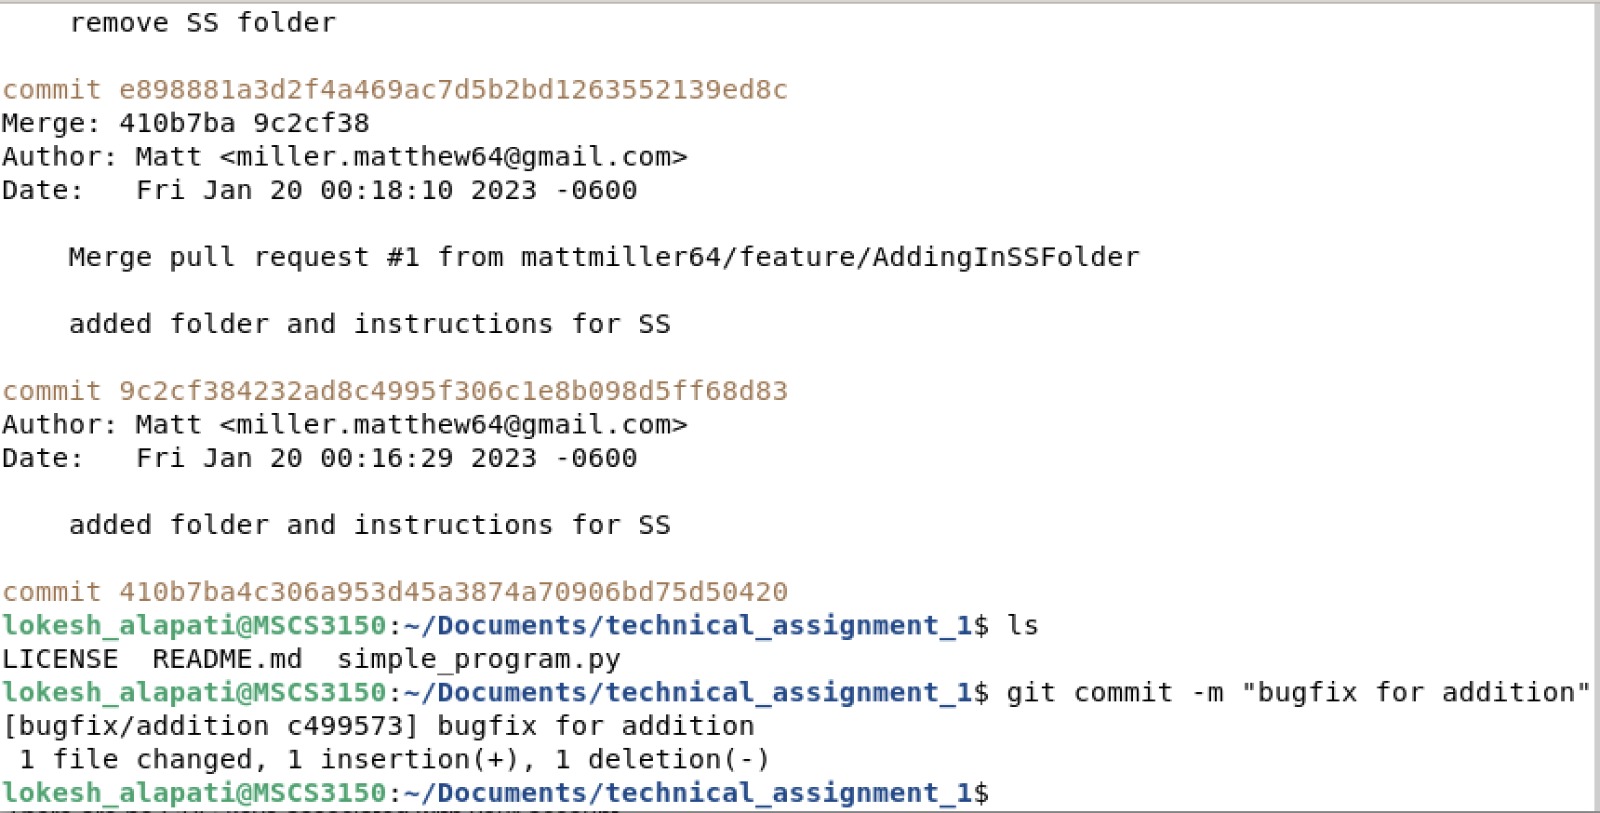 remove SS folder
commit e898881a3d2f4a469ac7d5b2bd1263552139ed8c
Merge: 410b7ba 9c2cf38
Author: Matt <miller.matthew64@gmail.com>
Date:   Fri Jan 20 00:18:10 2023 -0600
Merge pull request #1 from mattmiller64/feature/AddingInSSFolder
added folder and instructions for SS
commit 9c2cf384232ad8c4995f306c1e8b098d5ff68d83
Author: Matt <miller.matthew64@gmail.com>
Date:   Fri Jan 20 00:16:29 2023 -0600
added folder and instructions for SS
commit 410b7ba4c306a953d45a3874a70906bd75d50420
lokesh_alapati@MSCS3150:~/Documents/technical_assignment_1$ ls
LICENSE  README.md  simple_program.py
lokesh_alapati@MSCS3150:~/Documents/technical_assignment_1$ git commit -m "bugfix for addition"
[bugfix/addition c499573] bugfix for addition
1 file changed, 1 insertion(+), 1 deletion(-)
lokesh_alapati@MSCS3150:~/Documents/technical_assignment_1$